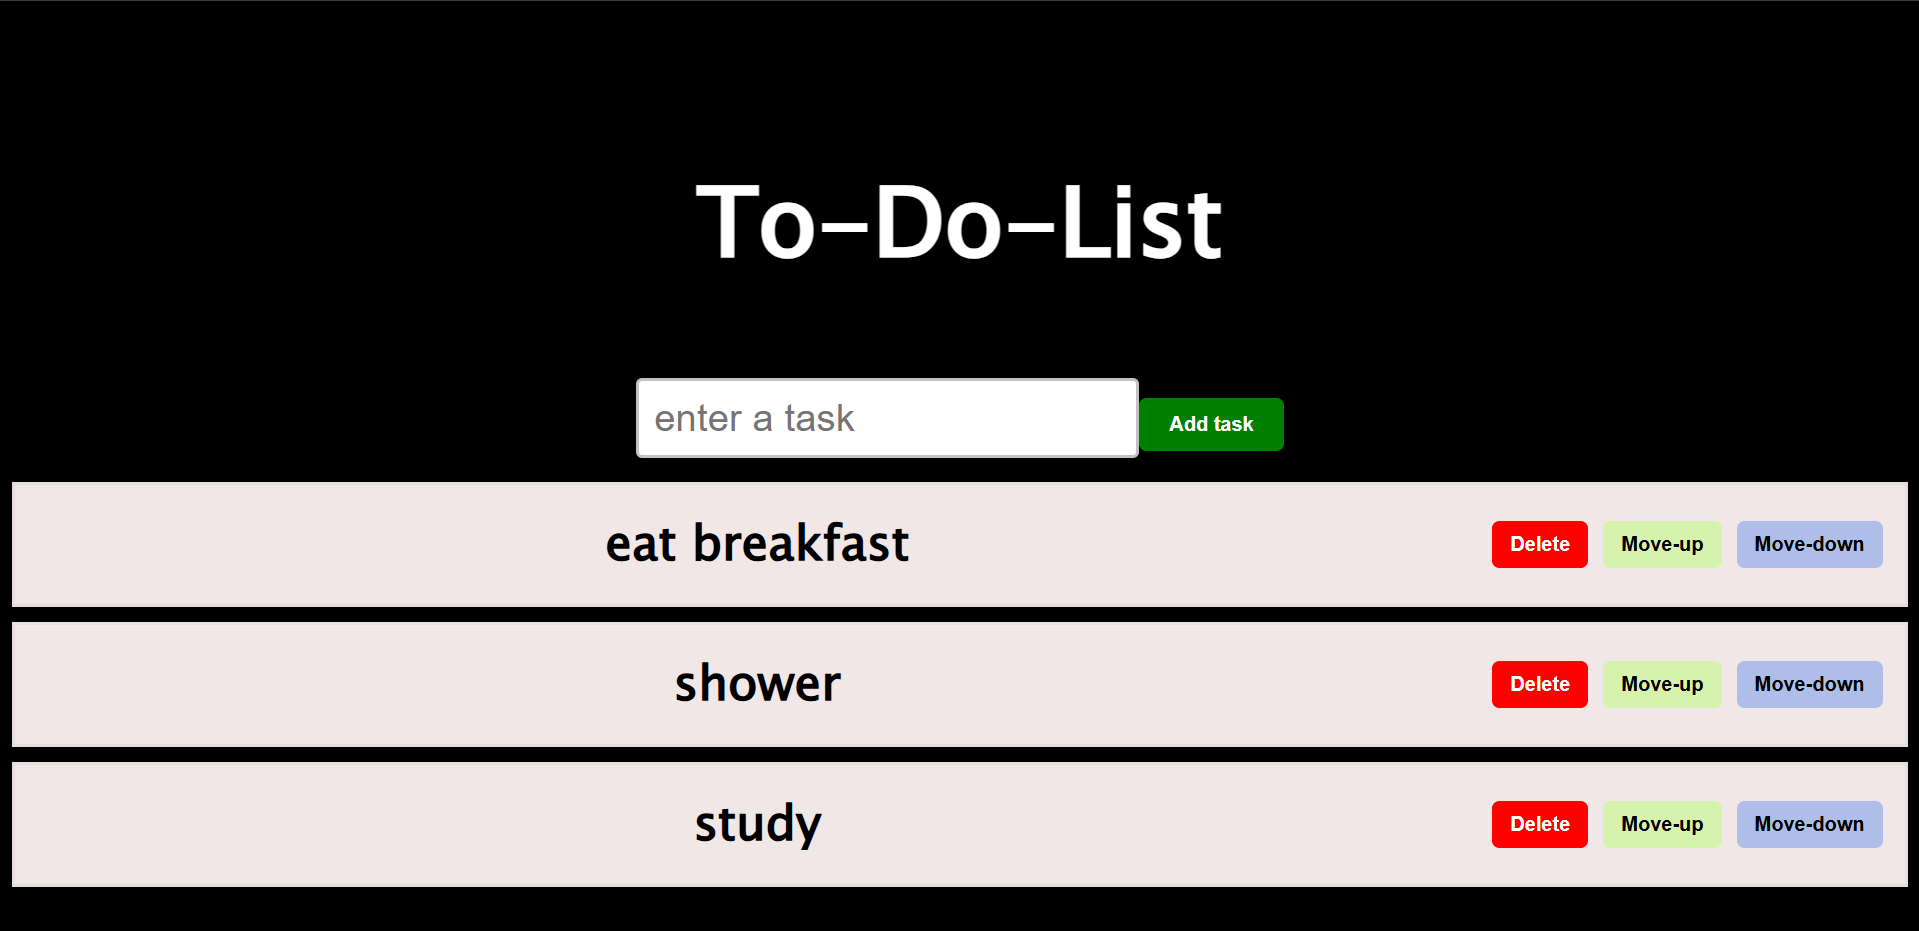 To-Do-List
enter a task
Add task
eat breakfast Delete Move-up Move-down
shower Delete Move-up Move-down
study Delete Move-up Move-down